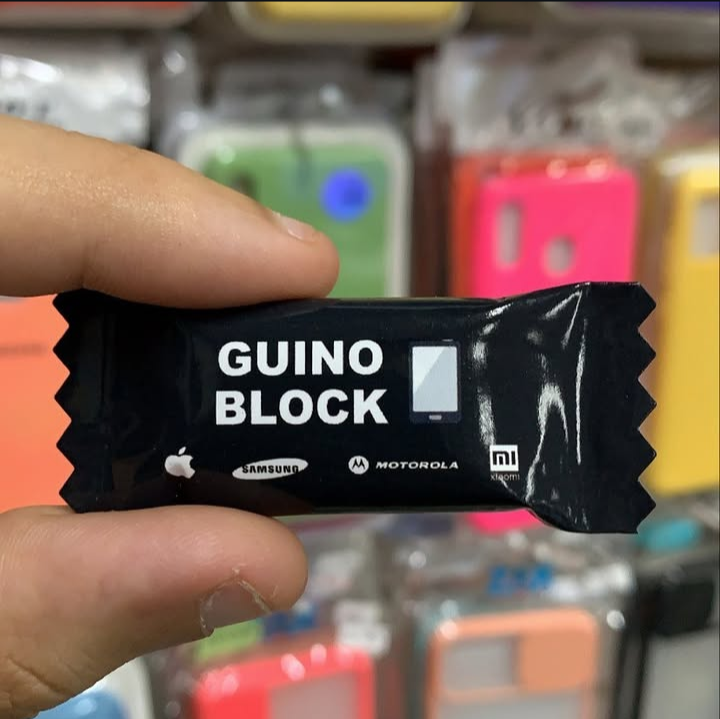 GUINO
BLOCK
SAMSUNG
MOTOROLA
mi
xiaomi